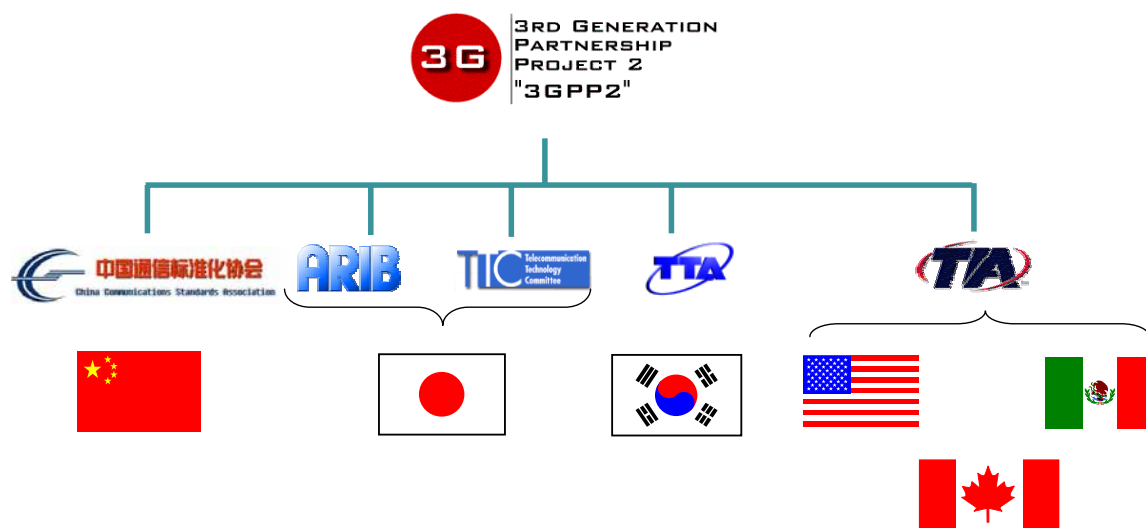 3G
3RD GENERATION
PARTNERSHIP
PROJECT 2
"3GPP2"
中国通信标准化协会
China Communications Standards Association
ARIB
TTC
Telecommunication
Technology
Committee
TTA
TIA